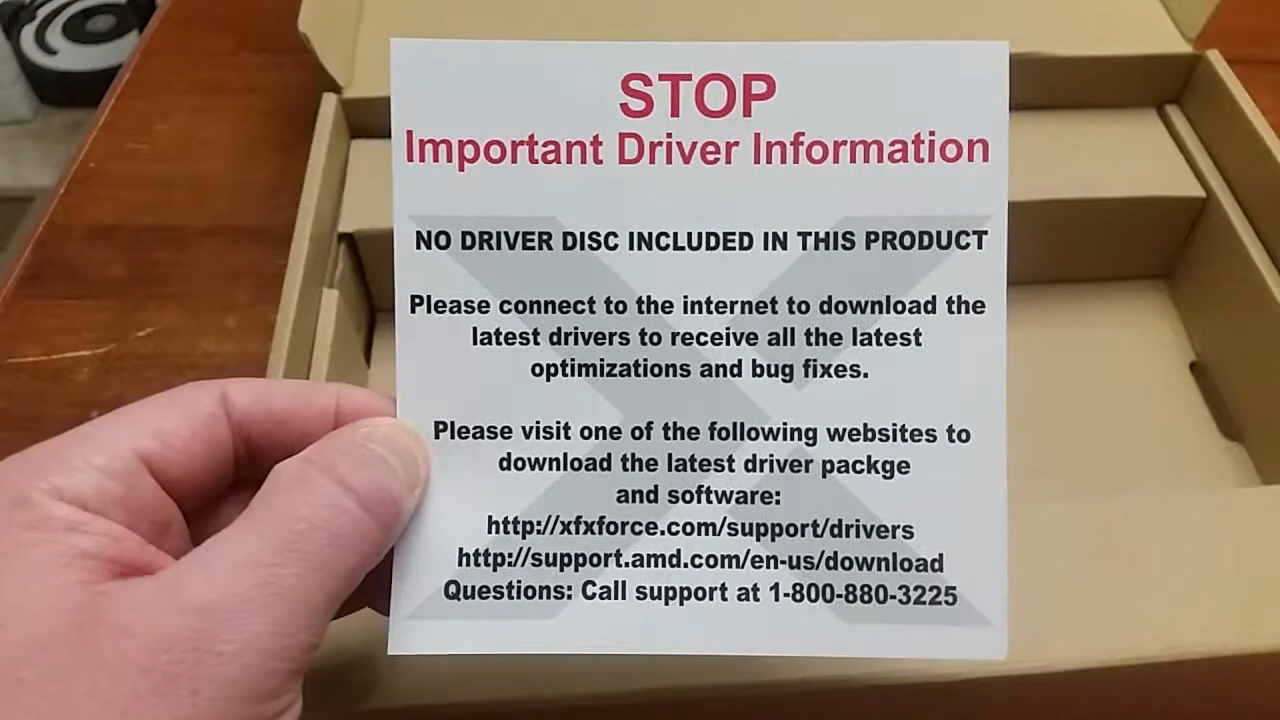 STOP
Important Driver Information
NO DRIVER DISC INCLUDED IN THIS PRODUCT
Please connect to the internet to download the
latest drivers to receive all the latest
optimizations and bug fixes.
Please visit one of the following websites to
download the latest driver packge
and software:
http://xfxforce.com/support/drivers
http://support.amd.com/en-us/download
Questions: Call support at 1-800-880-3225